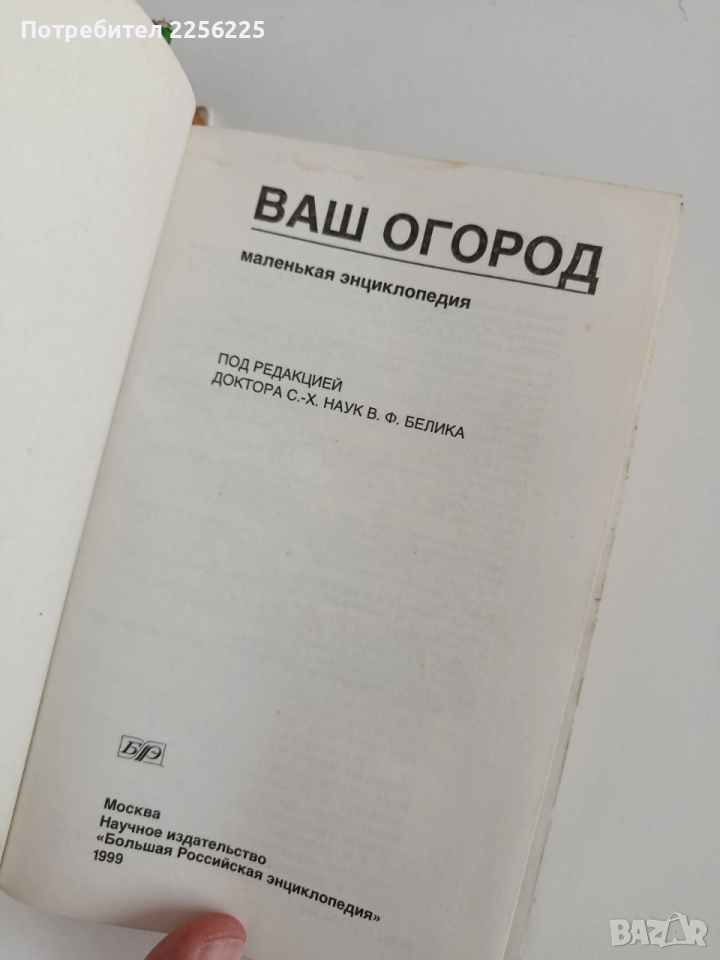 Потребител 2256225
ВАШ ОГОРОД
маленькая энциклопедия
ПОД РЕДАКЦИЕЙ
ДОКТОРА С.-Х. НАУК В. Ф. БЕЛИКА
БРЭ
Москва
Научное издательство
«Большая Российская энциклопедия»
1999
BAZAR